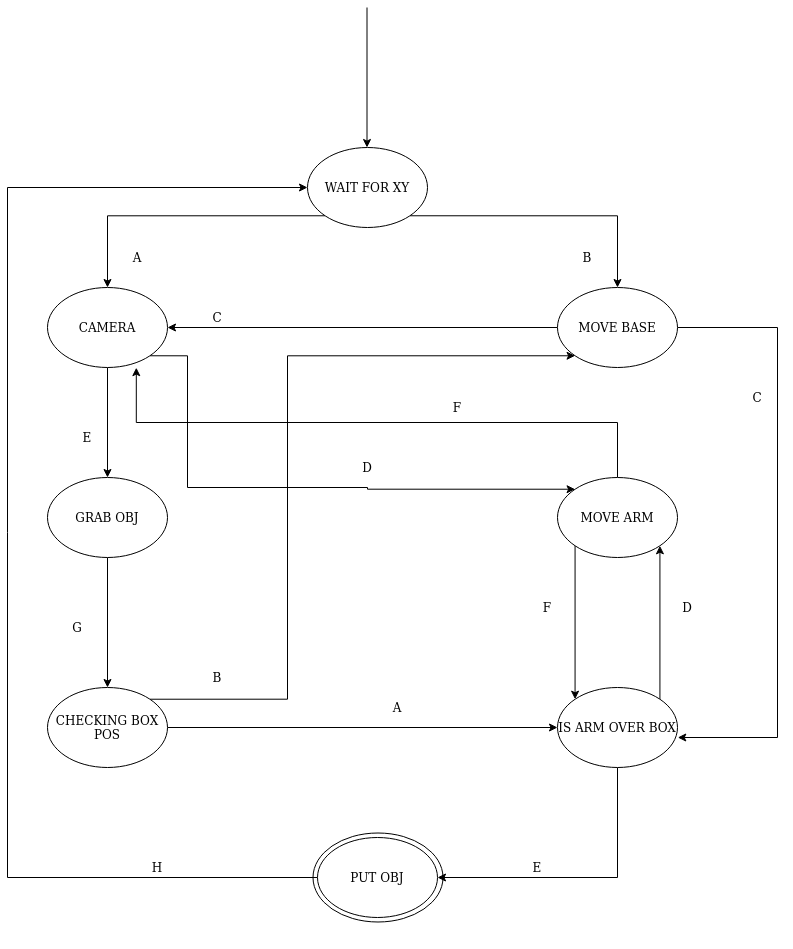 WAIT FOR XY
A
B
CAMERA
C
MOVE BASE
C
F
E
D
GRAB OBJ
MOVE ARM
F
D
G
B
A
CHECKING BOX
POS
IS ARM OVER BOX
H
E
PUT OBJ